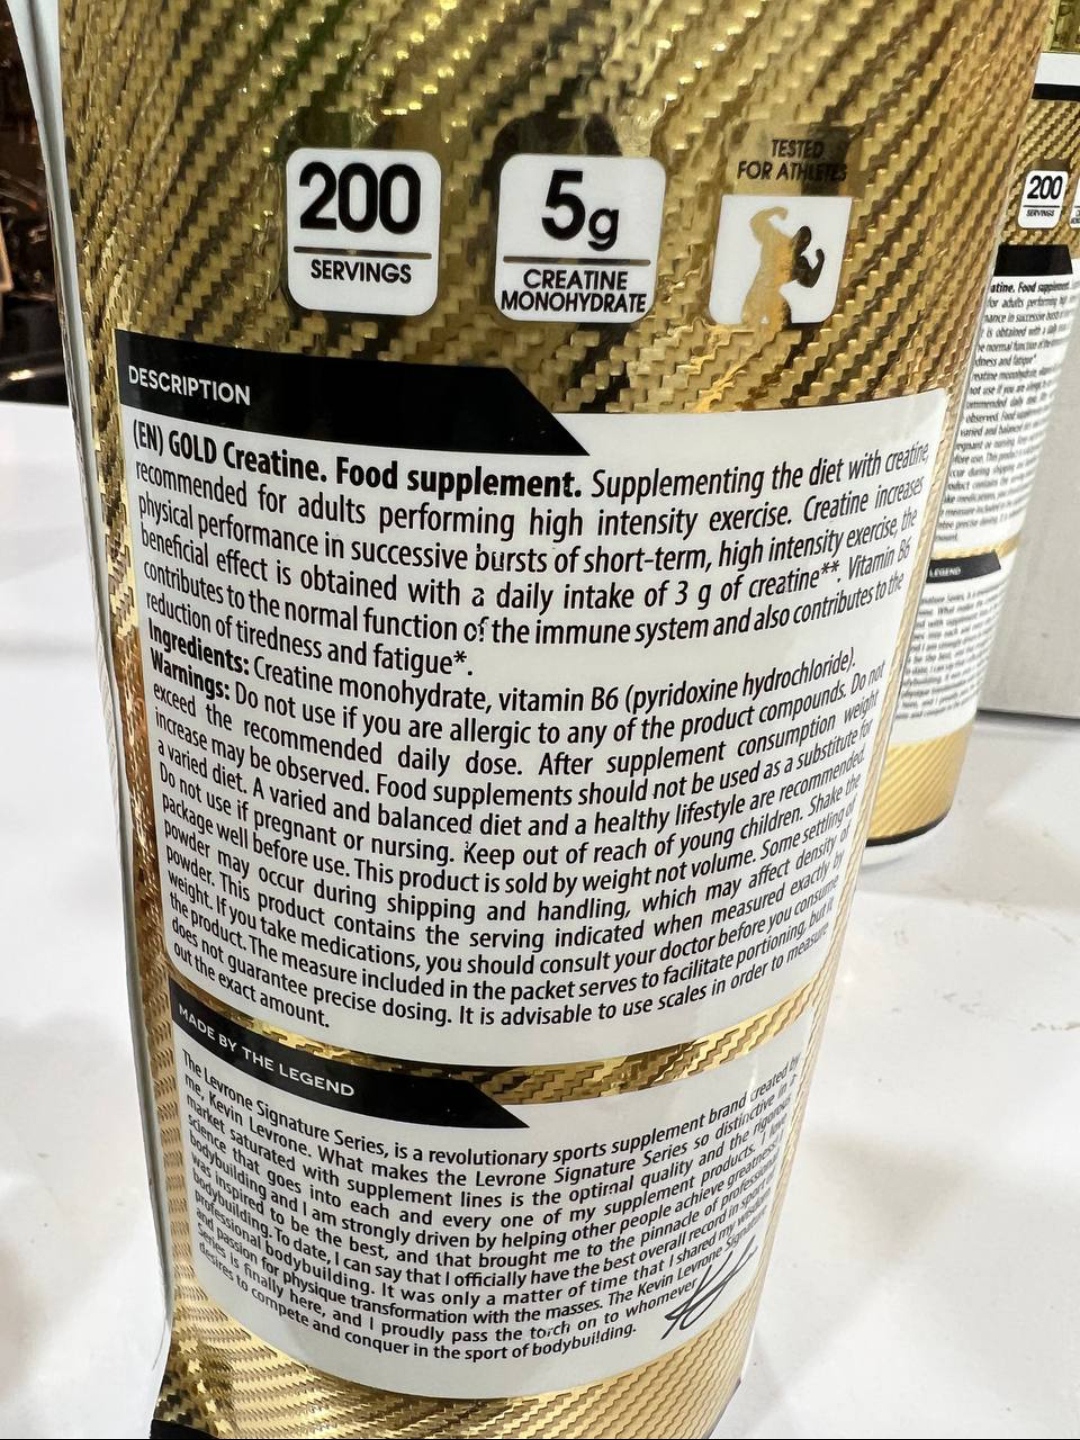 200
SERVINGS
5g
CREATINE
MONOHYDRATE
TESTED
FOR ATHLETES
DESCRIPTION
(EN) GOLD Creatine. Food supplement. Supplementing the diet with creatine,
recommended for adults performing high intensity exercise. Creatine increases
physical performance in successive bursts of short-term, high intensity exercise, the
beneficial effect is obtained with a daily intake of 3 g of creatine**. Vitamin B6
contributes to the normal function of the immune system and also contributes to the
reduction of tiredness and fatigue*.
Ingredients: Creatine monohydrate, vitamin B6 (pyridoxine hydrochloride).
Warnings: Do not use if you are allergic to any of the product compounds. Do not
exceed the recommended daily dose. After supplement consumption weight
increase may be observed. Food supplements should not be used as a substitute for
a varied diet. A varied and balanced diet and a healthy lifestyle are recommended.
Do not use if pregnant or nursing. Keep out of reach of young children. Shake the
package well before use. This product is sold by weight not volume. Some settling of
powder may occur during shipping and handling, which may affect density of
powder. This product contains the serving indicated when measured exactly by
weight. If you take medications, you should consult your doctor before you consume
the product. The measure included in the packet serves to facilitate portioning, but it
does not guarantee precise dosing. It is advisable to use scales in order to measure
out the exact amount.
MADE BY THE LEGEND
The Levrone Signature Series, is a revolutionary sports supplement brand created by
me, Kevin Levrone. What makes the Levrone Signature Series so distinctive in a
market saturated with supplement lines is the optimal quality and the rigorous
science that goes into each and every one of my supplement products. I love
bodybuilding and I am strongly driven by helping other people achieve greatness. I
was inspired to be the best, and that brought me to the pinnacle of professional
bodybuilding. To date, I can say that I officially have the best overall record in sport of
professional bodybuilding. It was only a matter of time that I shared my wisdom
and passion for physique transformation with the masses. The Kevin Levrone Signature
Series is finally here, and I proudly pass the torch on to whomever
desires to compete and conquer in the sport of bodybuilding.
200
SERVINGS